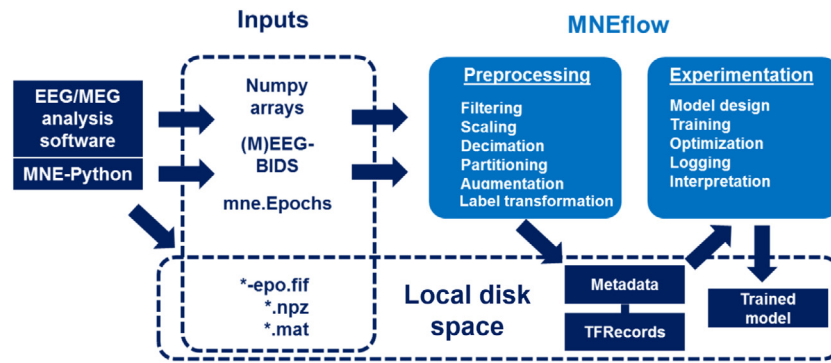 Inputs
MNEflow
EEG/MEG
analysis
software
MNE-Python
Numpy
arrays
(M)EEG-
BIDS
mne.Epochs
Preprocessing
Filtering
Scaling
Decimation
Partitioning
Augmentation
Label transformation
Experimentation
Model design
Training
Optimization
Logging
Interpretation
*-epo.fif
*.npz
*.mat
Local disk
space
Metadata
TFRecords
Trained
model